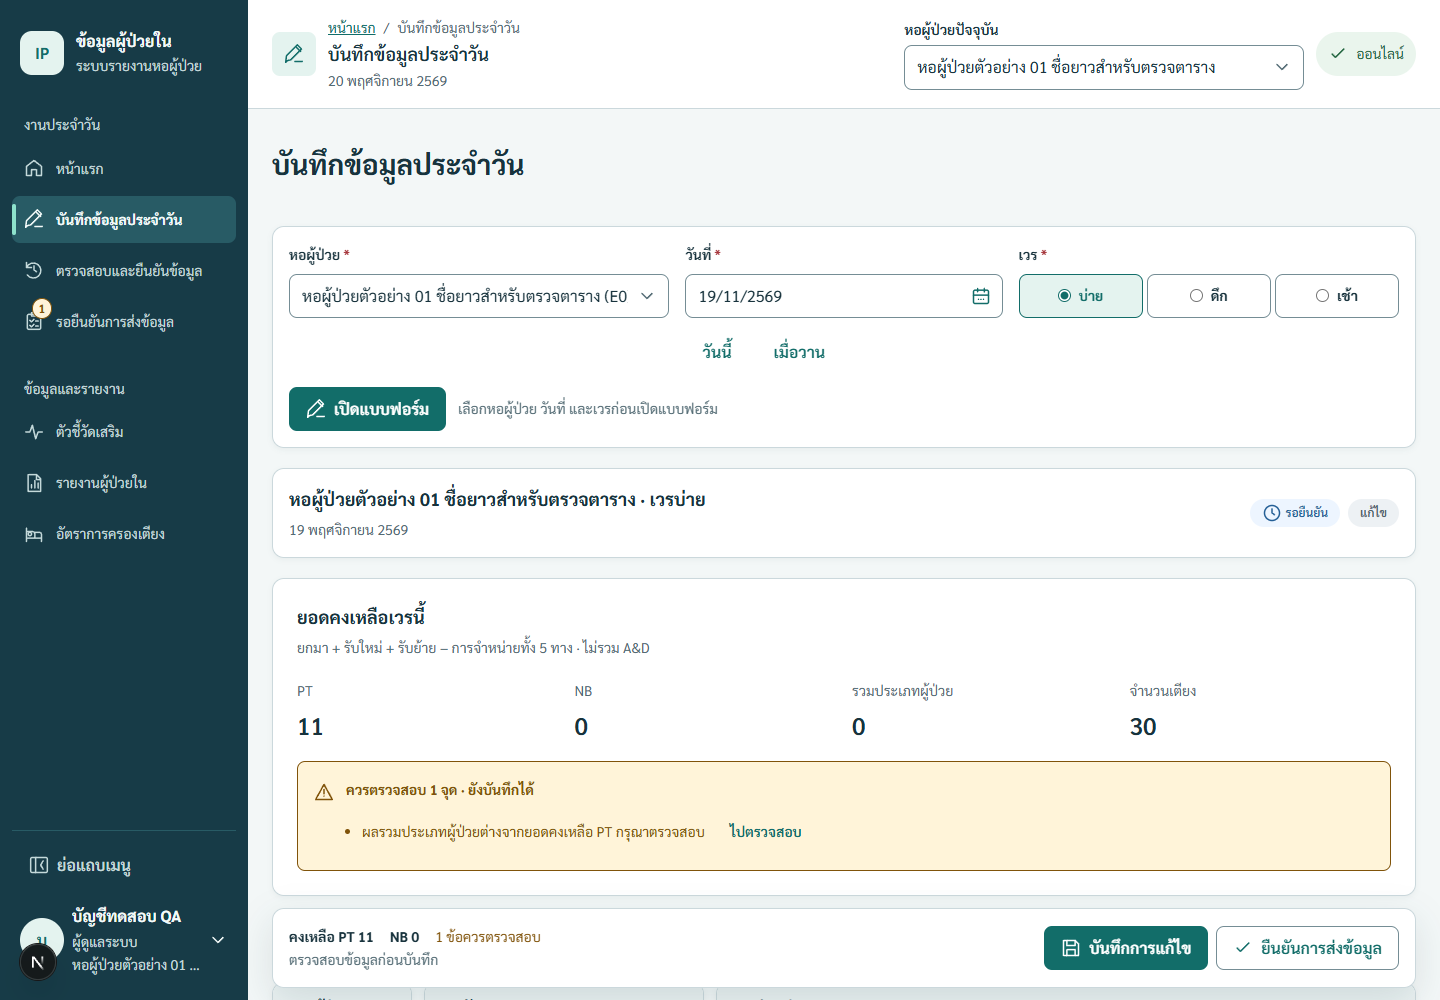 IP
ข้อมูลผู้ป่วยใน
ระบบรายงานหอผู้ป่วย
งานประจำวัน
หน้าแรก
บันทึกข้อมูลประจำวัน
ตรวจสอบและยืนยันข้อมูล
1
รอยืนยันการส่งข้อมูล
ข้อมูลและรายงาน
ตัวชี้วัดเสริม
รายงานผู้ป่วยใน
อัตราการครองเตียง
ย่อแถบเมนู
บัญชีทดสอบ QA
ผู้ดูแลระบบ
หอผู้ป่วยตัวอย่าง 01 ...
N
หน้าแรก / บันทึกข้อมูลประจำวัน
บันทึกข้อมูลประจำวัน
20 พฤศจิกายน 2569
หอผู้ป่วยปัจจุบัน
หอผู้ป่วยตัวอย่าง 01 ชื่อยาวสำหรับตรวจตาราง
ออนไลน์
บันทึกข้อมูลประจำวัน
หอผู้ป่วย * วันที่ * เวร *
หอผู้ป่วยตัวอย่าง 01 ชื่อยาวสำหรับตรวจตาราง (E0 19/11/2569 บ่าย ดึก เช้า
วันนี้ เมื่อวาน
เปิดแบบฟอร์ม เลือกหอผู้ป่วย วันที่ และเวรก่อนเปิดแบบฟอร์ม
หอผู้ป่วยตัวอย่าง 01 ชื่อยาวสำหรับตรวจตาราง · เวรบ่าย
19 พฤศจิกายน 2569
รอยืนยัน แก้ไข
ยอดคงเหลือเวรนี้
ยกมา + รับใหม่ + รับย้าย − การจำหน่ายทั้ง 5 ทาง · ไม่รวม A&D
PT NB รวมประเภทผู้ป่วย จำนวนเตียง
11 0 0 30
ควรตรวจสอบ 1 จุด · ยังบันทึกได้
• ผลรวมประเภทผู้ป่วยต่างจากยอดคงเหลือ PT กรุณาตรวจสอบ ไปตรวจสอบ
คงเหลือ PT 11 NB 0 1 ข้อควรตรวจสอบ
ตรวจสอบข้อมูลก่อนบันทึก
บันทึกการแก้ไข ยืนยันการส่งข้อมูล